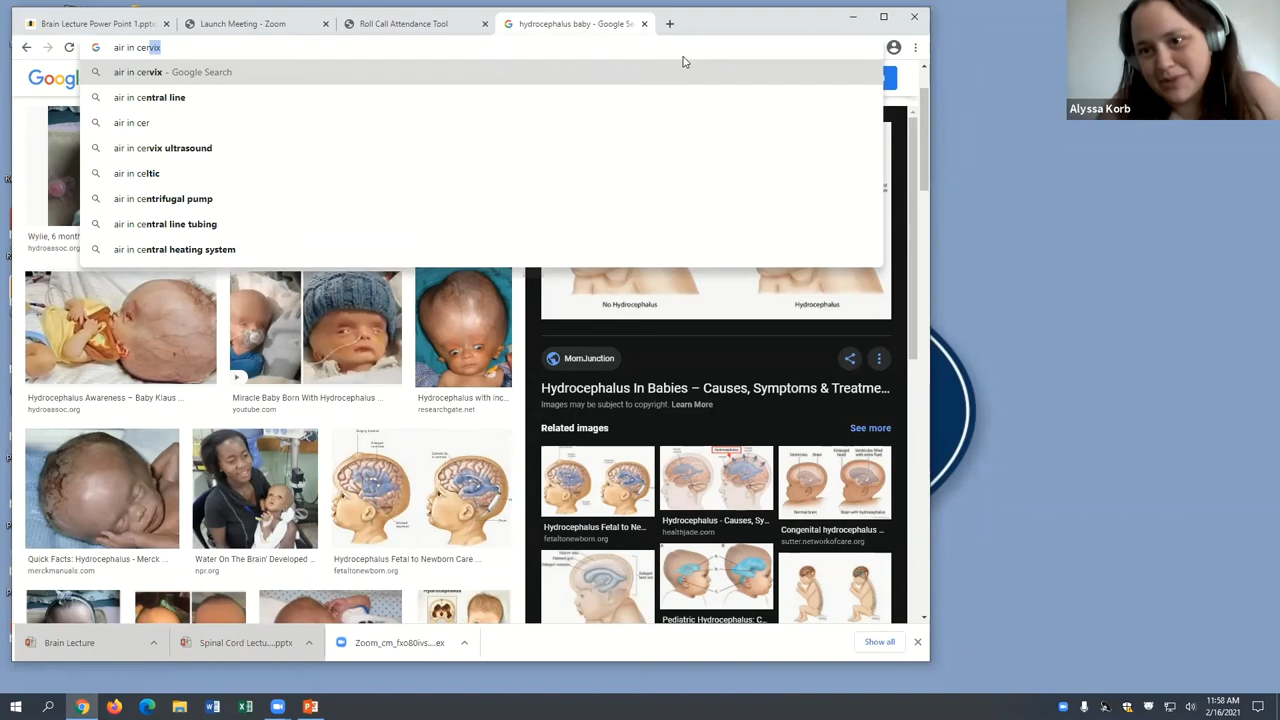 Brain Lecture Power Point 1.pptx
Launch Meeting - Zoom
Roll Call Attendance Tool
hydrocephalus baby - Google Se
air in cervix
air in cervix - Google Search
air in central line
air in cer
air in cervix ultrasound
air in celtic
air in centrifugal pump
air in central line tubing
air in central heating system
Goog
Alyssa Korb
Wylie, 6 month
hydroassoc.org
No Hydrocephalus
Hydrocephalus
MomJunction
Hydrocephalus In Babies – Causes, Symptoms & Treatme...
Images may be subject to copyright. Learn More
Related images
See more
Hydrocephalus Awareness – Baby Klaus ...
hydroassoc.org
Miracle Baby Born With Hydrocephalus ...
youtube.com
Hydrocephalus with inc...
researchgate.net
Hydrocephalus Fetal to Ne...
fetaltonewborn.org
Hydrocephalus - Causes, Sy...
healthjade.com
Congenital hydrocephalus ...
sutter.networkofcare.org
Quick Facts: Hydrocephalus - Merck ...
merckmanuals.com
Water On The Brain' Developed ...
npr.org
Hydrocephalus Fetal to Newborn Care ...
fetaltonewborn.org
Pediatric Hydrocephalus: C...
Brain Lecture
Spinal Cord Lectu....pptx
Zoom_cm_fxo80ivs....ex
Show all
11:58 AM
2/16/2021